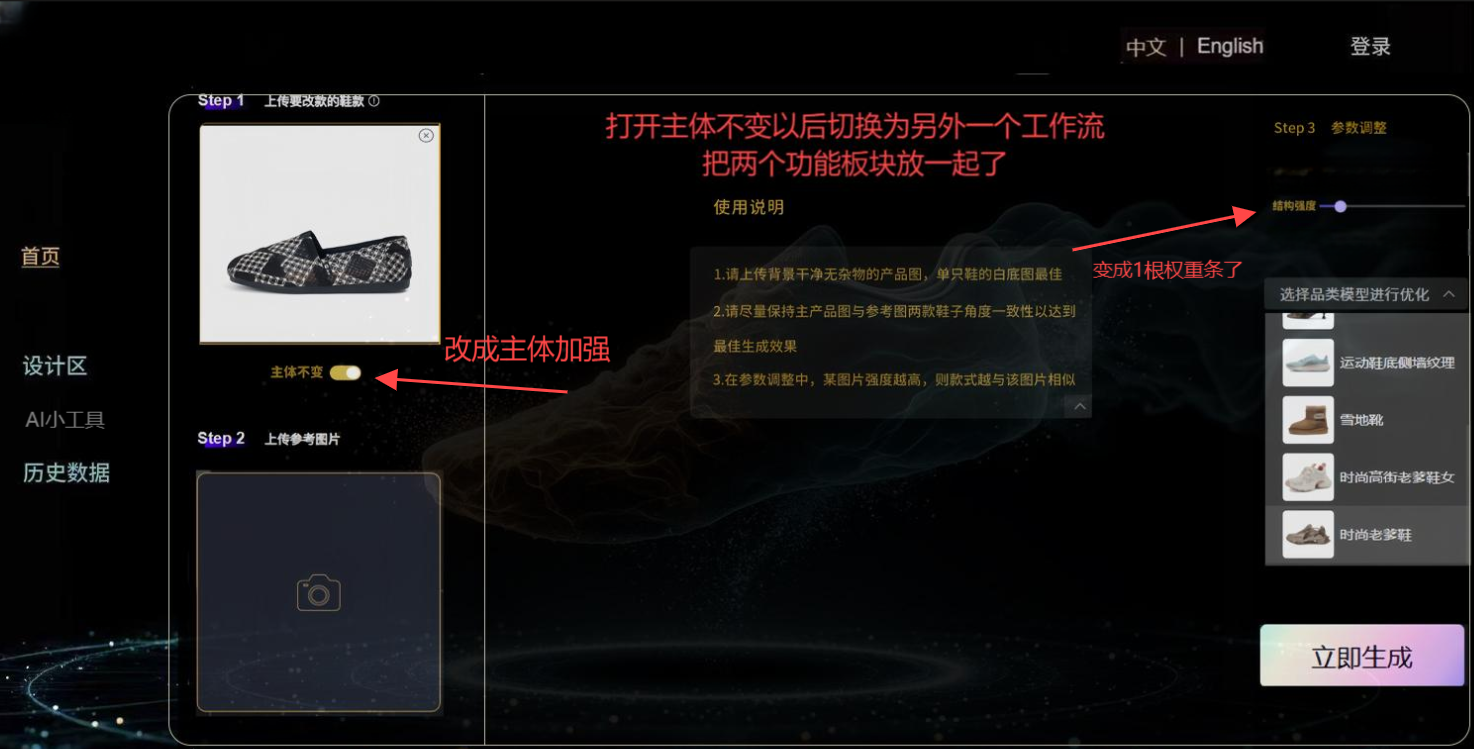 中文 | English
登录
首页
设计区
AI小工具
历史数据
Step 1 上传要改款的鞋款
主体不变
改成主体加强
Step 2 上传参考图片
打开主体不变以后切换为另外一个工作流
把两个功能板块放一起了
使用说明
1.请上传背景干净无杂物的产品图，单只鞋的白底图最佳
2.请尽量保持主产品图与参考图两款鞋子角度一致性以达到
最佳生成效果
3.在参数调整中，某图片强度越高，则款式越与该图片相似
Step 3 参数调整
结构强度
变成1根权重条了
选择品类模型进行优化
运动鞋底侧墙纹理
雪地靴
时尚高街老爹鞋女
时尚老爹鞋
立即生成